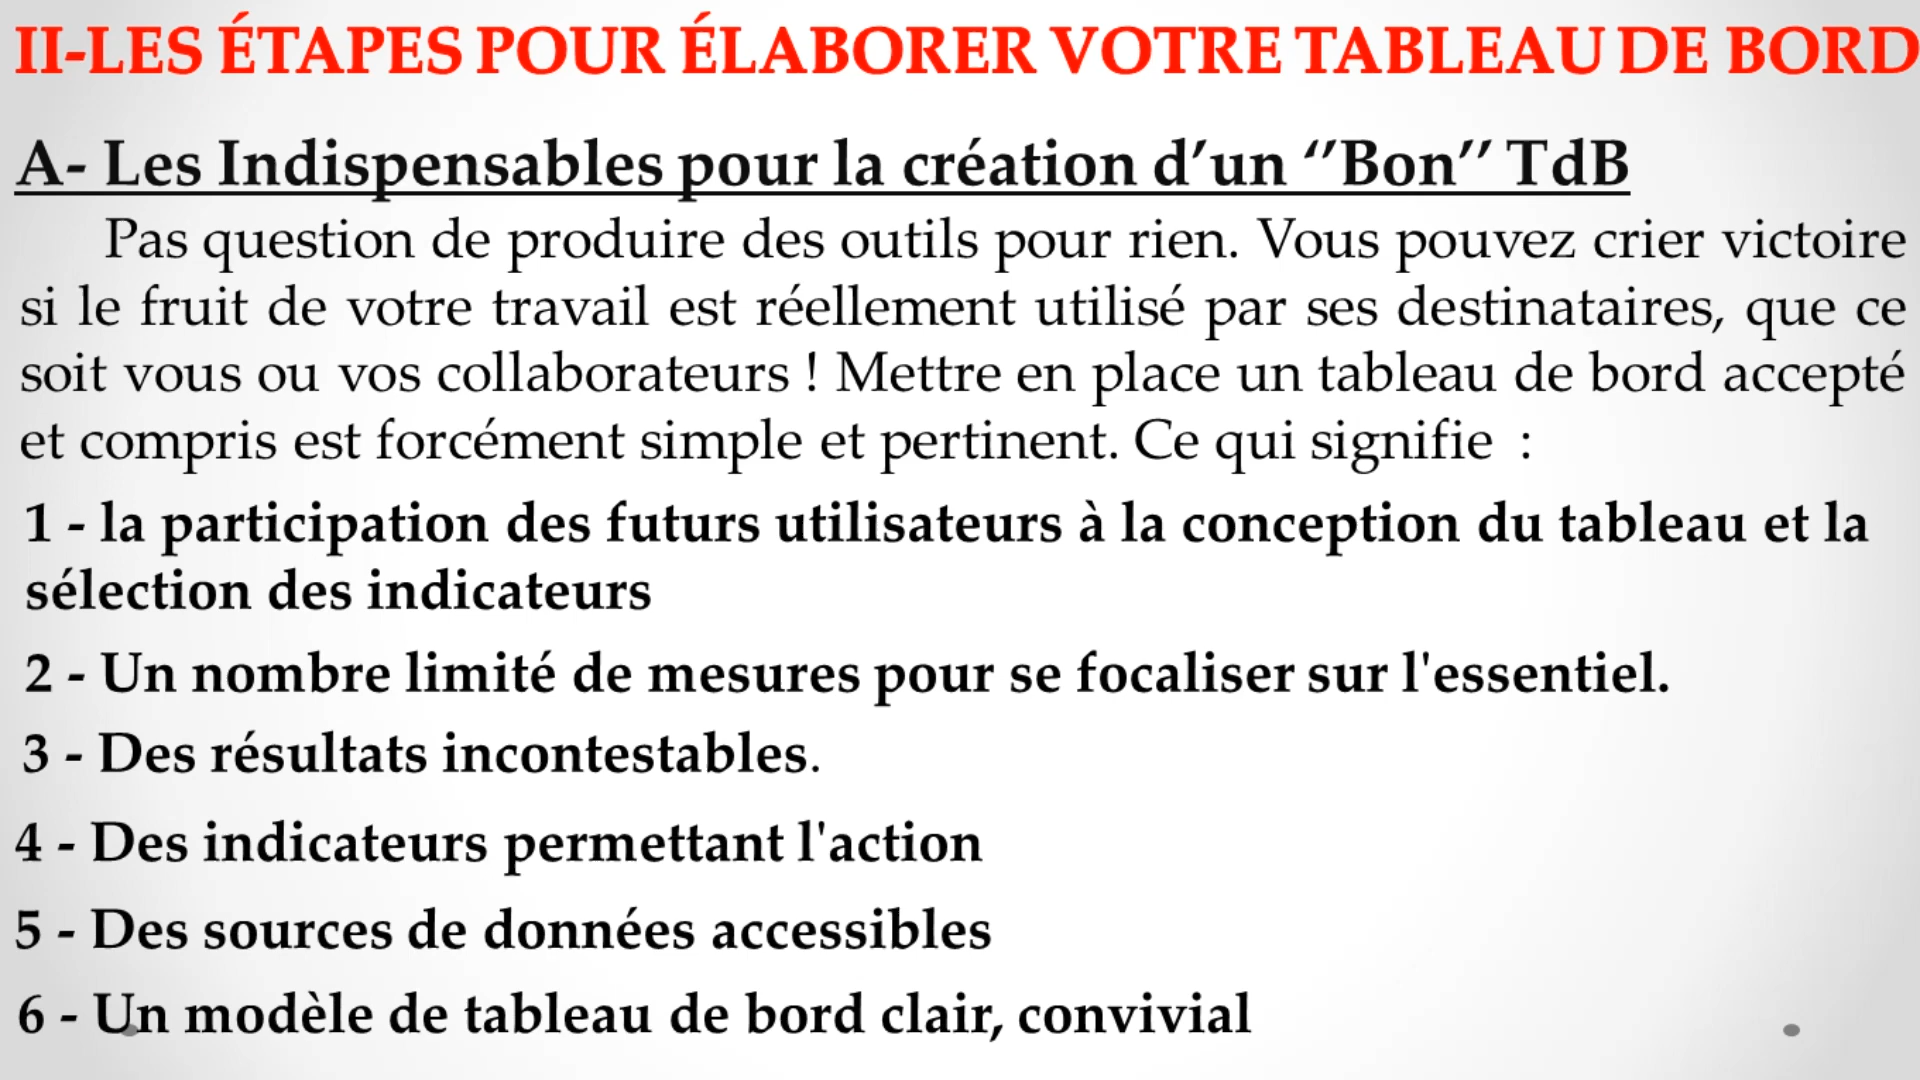 II-LES ÉTAPES POUR ÉLABORER VOTRE TABLEAU DE BORD
A- Les Indispensables pour la création d’un ‘’Bon’’ TdB
Pas question de produire des outils pour rien. Vous pouvez crier victoire
si le fruit de votre travail est réellement utilisé par ses destinataires, que ce
soit vous ou vos collaborateurs ! Mettre en place un tableau de bord accepté
et compris est forcément simple et pertinent. Ce qui signifie :
1 - la participation des futurs utilisateurs à la conception du tableau et la
sélection des indicateurs
2 - Un nombre limité de mesures pour se focaliser sur l'essentiel.
3 - Des résultats incontestables.
4 - Des indicateurs permettant l'action
5 - Des sources de données accessibles
6 - Un modèle de tableau de bord clair, convivial